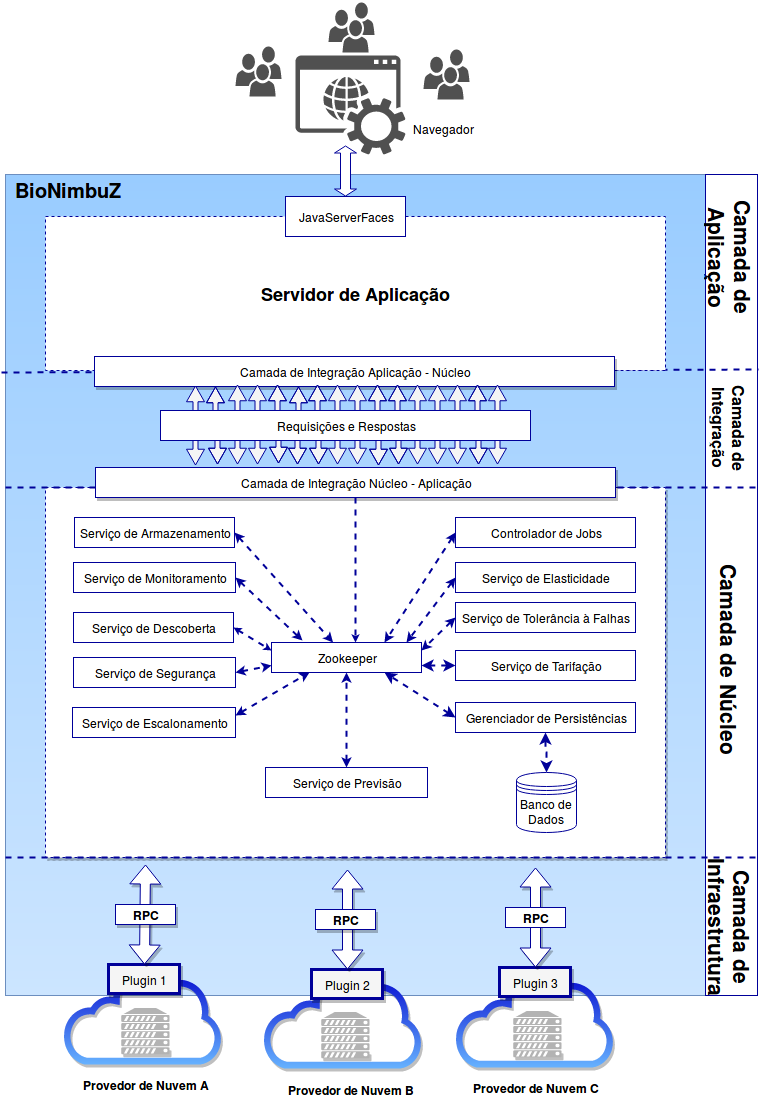 Navegador
BioNimbuZ
JavaServerFaces
Servidor de Aplicação
Camada de
Aplicação
Camada de Integração Aplicação - Núcleo
Requisições e Respostas
Camada de
Integração
Camada de Integração Núcleo - Aplicação
Serviço de Armazenamento
Controlador de Jobs
Serviço de Monitoramento
Serviço de Elasticidade
Serviço de Descoberta
Serviço de Tolerância à Falhas
Zookeeper
Serviço de Segurança
Serviço de Tarifação
Serviço de Escalonamento
Gerenciador de Persistências
Serviço de Previsão
Banco de
Dados
Camada de Núcleo
RPC
RPC
RPC
Camada de
Infraestrutura
Plugin 1
Plugin 2
Plugin 3
Provedor de Nuvem A
Provedor de Nuvem B
Provedor de Nuvem C